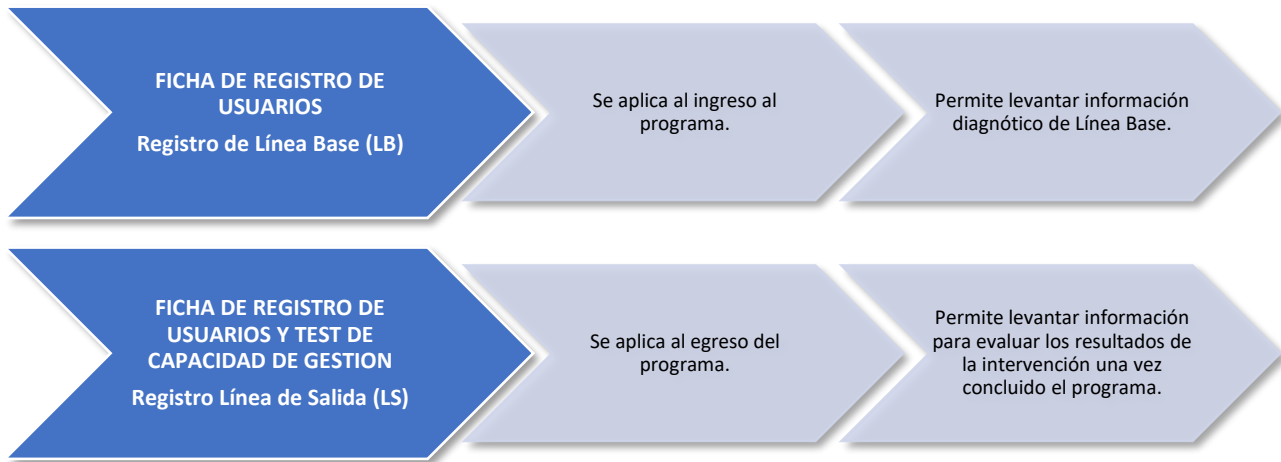 FICHA DE REGISTRO DE
USUARIOS
Registro de Línea Base (LB)
Se aplica al ingreso al
programa.
Permite levantar información
diagnótico de Línea Base.
FICHA DE REGISTRO DE
USUARIOS Y TEST DE
CAPACIDAD DE GESTION
Registro Línea de Salida (LS)
Se aplica al egreso del
programa.
Permite levantar información
para evaluar los resultados de
la intervención una vez
concluido el programa.